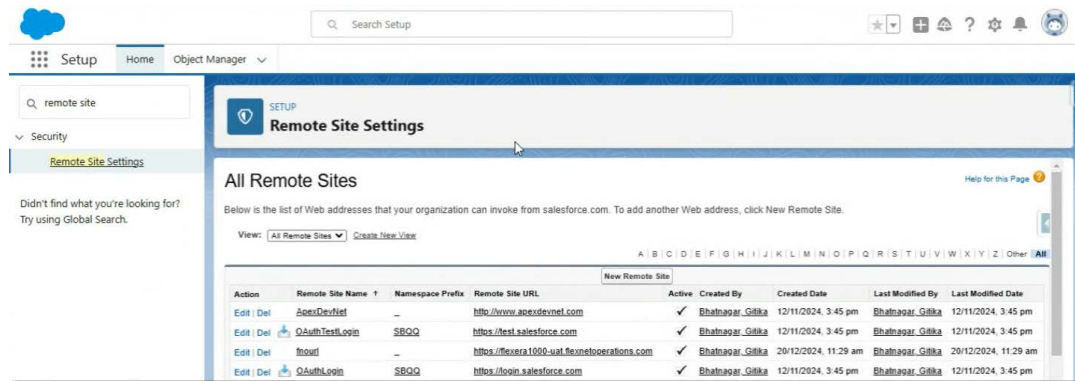 Search Setup
Setup Home Object Manager
remote site
Security
Remote Site Settings
Didn't find what you're looking for?
Try using Global Search.
SETUP
Remote Site Settings
All Remote Sites
Help for this Page
Below is the list of Web addresses that your organization can invoke from salesforce.com. To add another Web address, click New Remote Site.
View: All Remote Sites Create New View
A | B | C | D | E | F | G | H | I | J | K | L | M | N | O | P | Q | R | S | T | U | V | W | X | Y | Z | Other All
New Remote Site
Action Remote Site Name ↑ Namespace Prefix Remote Site URL Active Created By Created Date Last Modified By Last Modified Date
Edit | Del ApexDevNet _ http://www.apexdevnet.com ✓ Bhatnagar, Gitika 12/11/2024, 3:45 pm Bhatnagar, Gitika 12/11/2024, 3:45 pm
Edit | Del OAuthTestLogin SBQQ https://test.salesforce.com ✓ Bhatnagar, Gitika 12/11/2024, 3:45 pm Bhatnagar, Gitika 12/11/2024, 3:45 pm
Edit | Del fnourl _ https://flexera1000-uat.flexnetoperations.com ✓ Bhatnagar, Gitika 20/12/2024, 11:29 am Bhatnagar, Gitika 20/12/2024, 11:29 am
Edit | Del OAuthLogin SBQQ https://login.salesforce.com ✓ Bhatnagar, Gitika 12/11/2024, 3:45 pm Bhatnagar, Gitika 12/11/2024, 3:45 pm